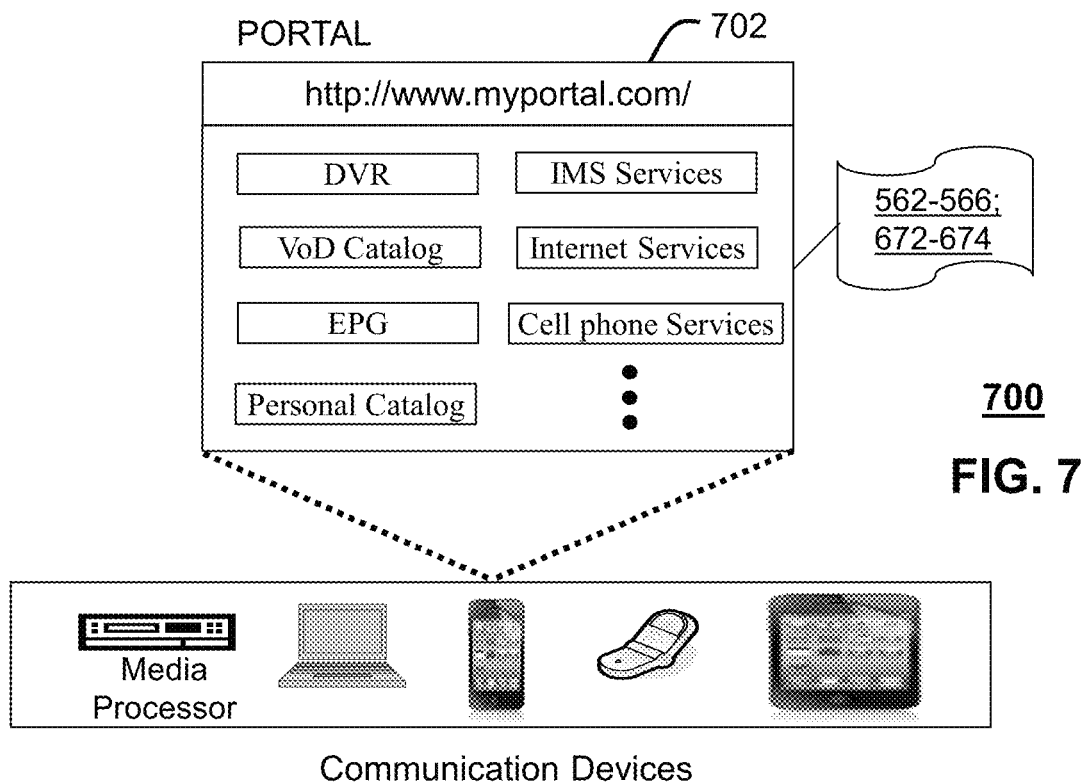 PORTAL
702
http://www.myportal.com/
DVR
IMS Services
VoD Catalog
Internet Services
EPG
Cell phone Services
Personal Catalog
562-566;
672-674
700
FIG. 7
Media
Processor
Communication Devices